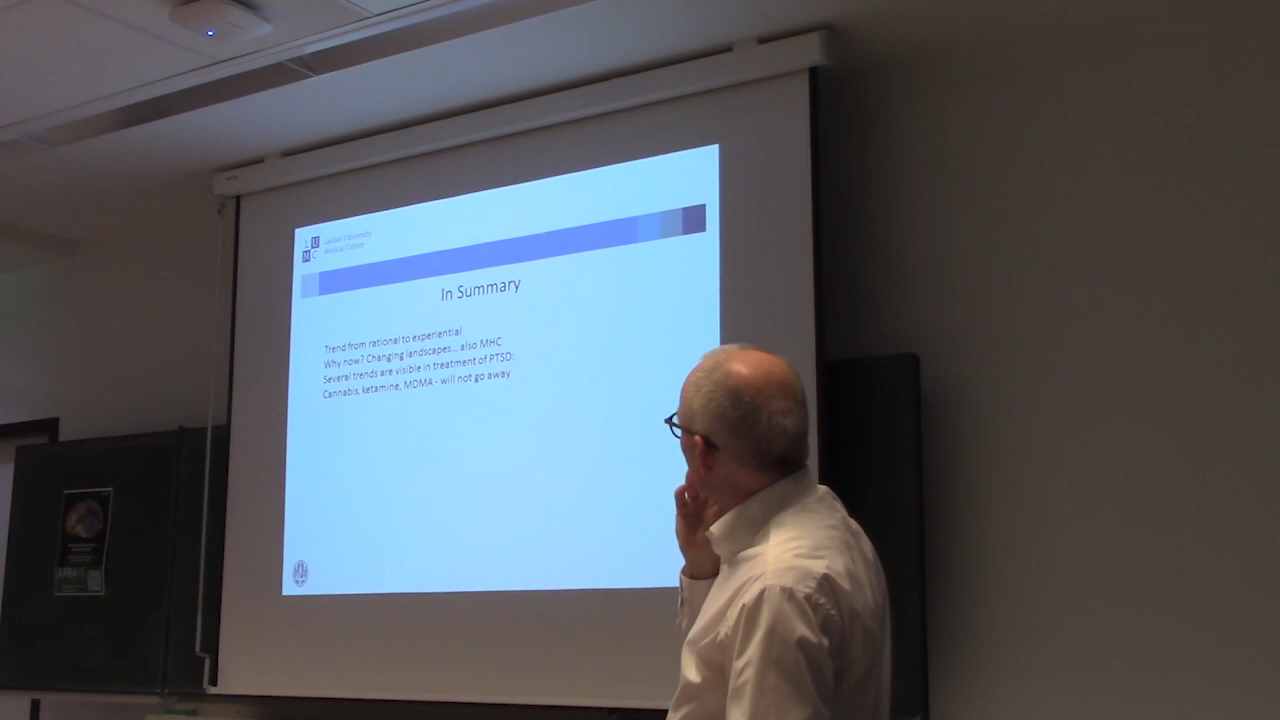 L U
M C
Leiden University
Medical Center
In Summary
Trend from rational to experiential
Why now? Changing landscapes... also MHC
Several trends are visible in treatment of PTSD:
Cannabis, ketamine, MDMA - will not go away